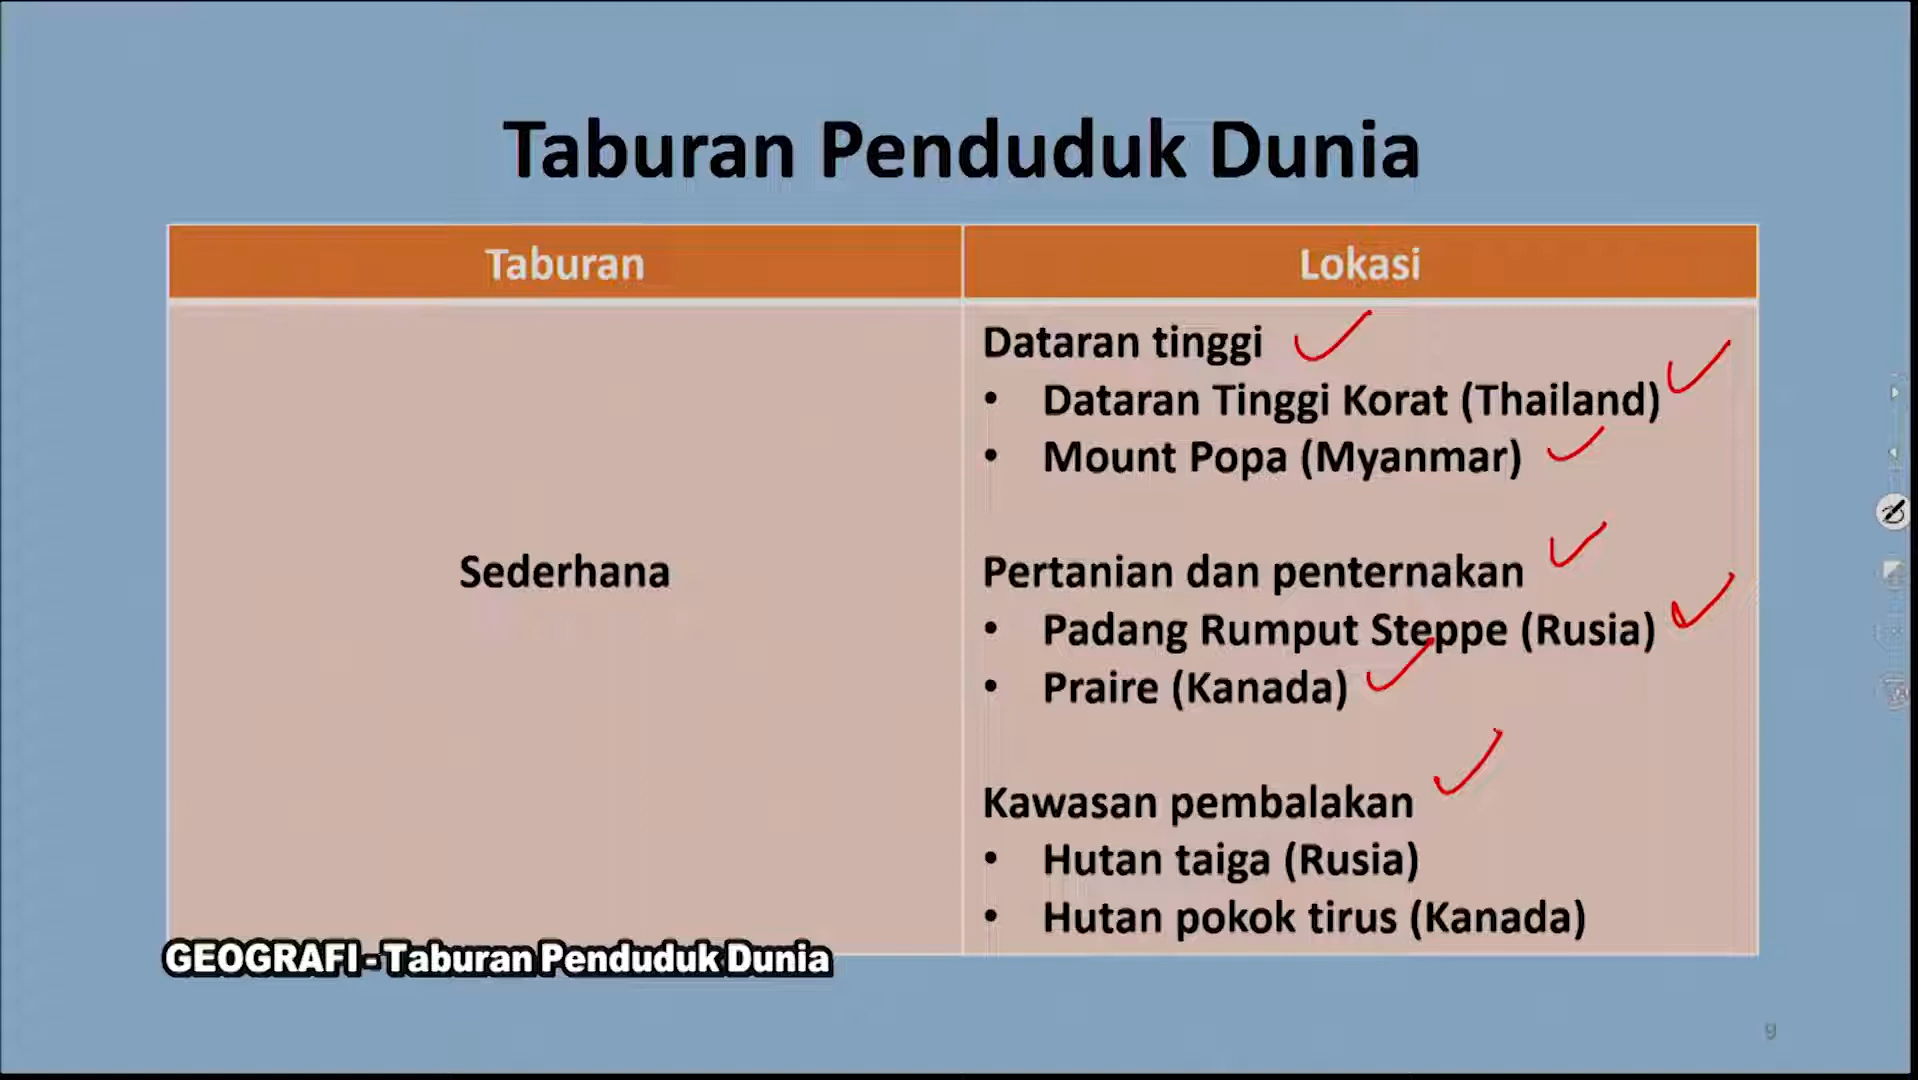 Taburan Penduduk Dunia
Taburan
Lokasi
Sederhana
Dataran tinggi
• Dataran Tinggi Korat (Thailand)
• Mount Popa (Myanmar)
Pertanian dan penternakan
• Padang Rumput Steppe (Rusia)
• Praire (Kanada)
Kawasan pembalakan
• Hutan taiga (Rusia)
• Hutan pokok tirus (Kanada)
GEOGRAFI - Taburan Penduduk Dunia
9